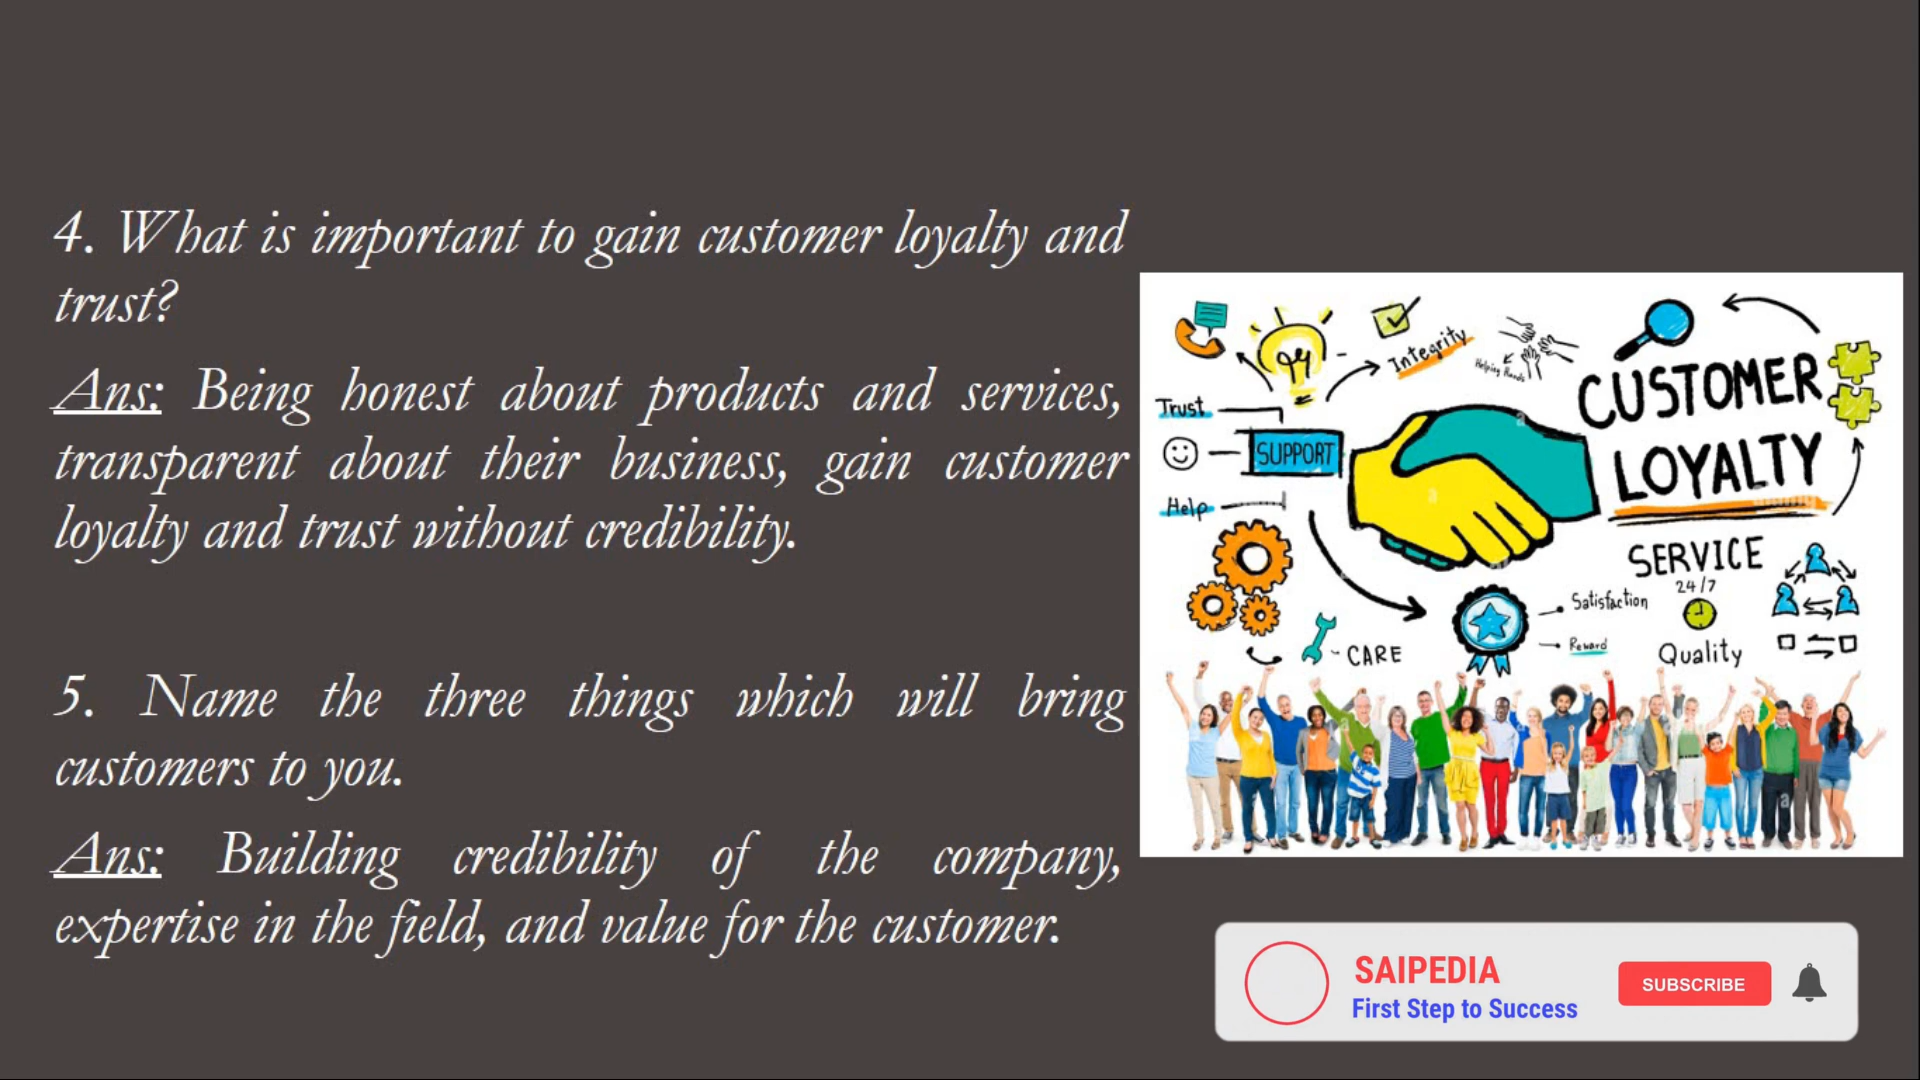 4. What is important to gain customer loyalty and
trust?
Ans: Being honest about products and services,
transparent about their business, gain customer
loyalty and trust without credibility.
5. Name the three things which will bring
customers to you.
Ans: Building credibility of the company,
expertise in the field, and value for the customer.
Integrity
Helping Hands
Trust
SUPPORT
Help
CUSTOMER
LOYALTY
SERVICE
24/7
Satisfaction
Reward
Quality
CARE
SAIPEDIA
First Step to Success
SUBSCRIBE